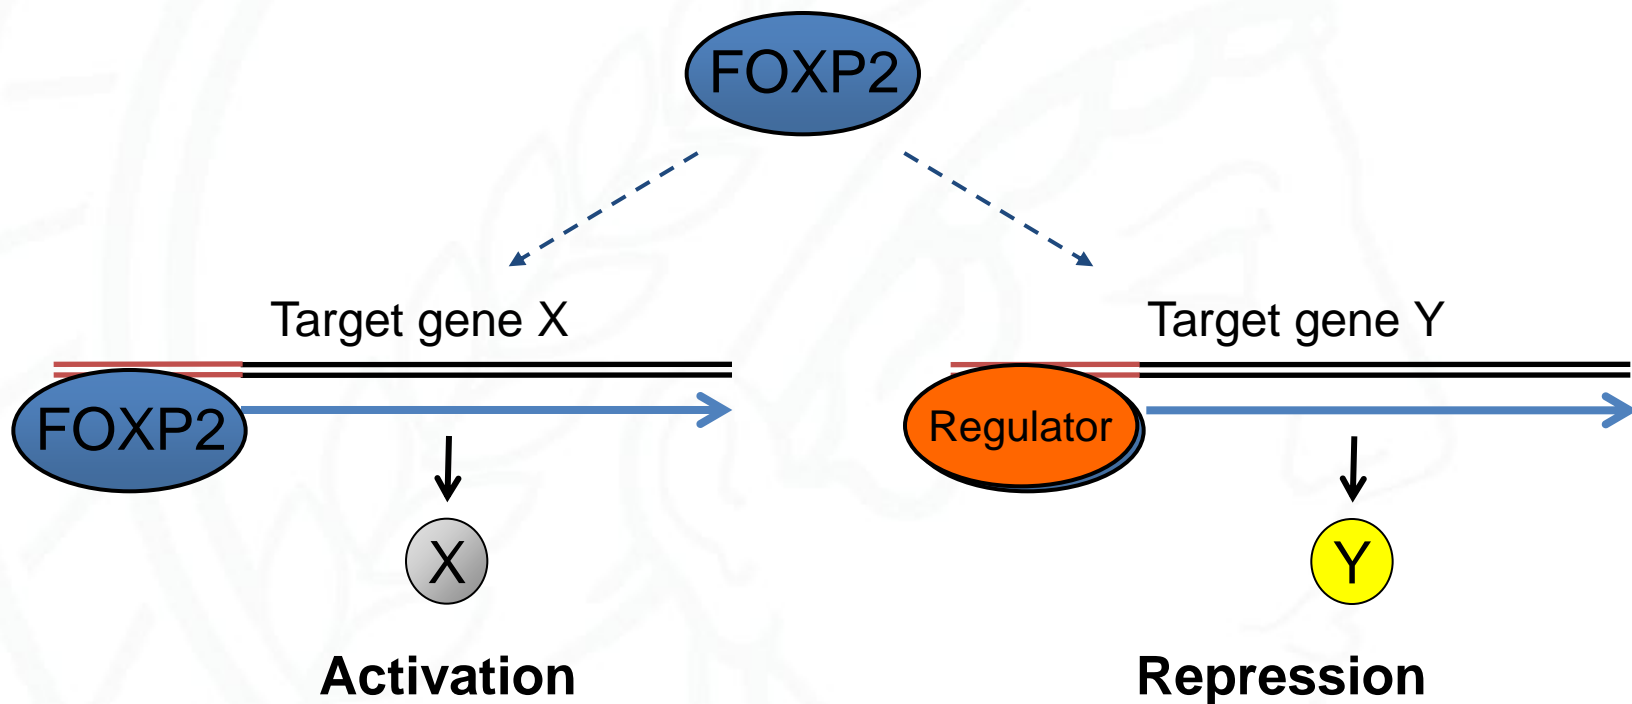 FOXP2
Target gene X
Target gene Y
FOXP2
Regulator
X
Y
Activation
Repression